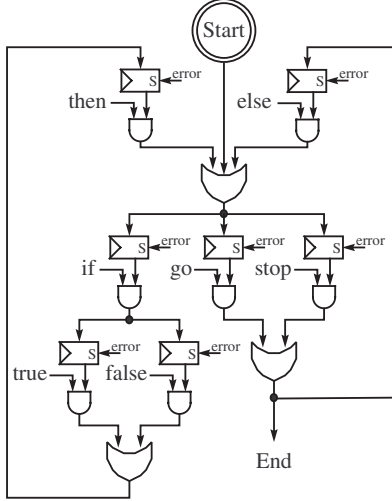 Start
S error S error
then else
S error S error S error
if go stop
S error S error
true false
End